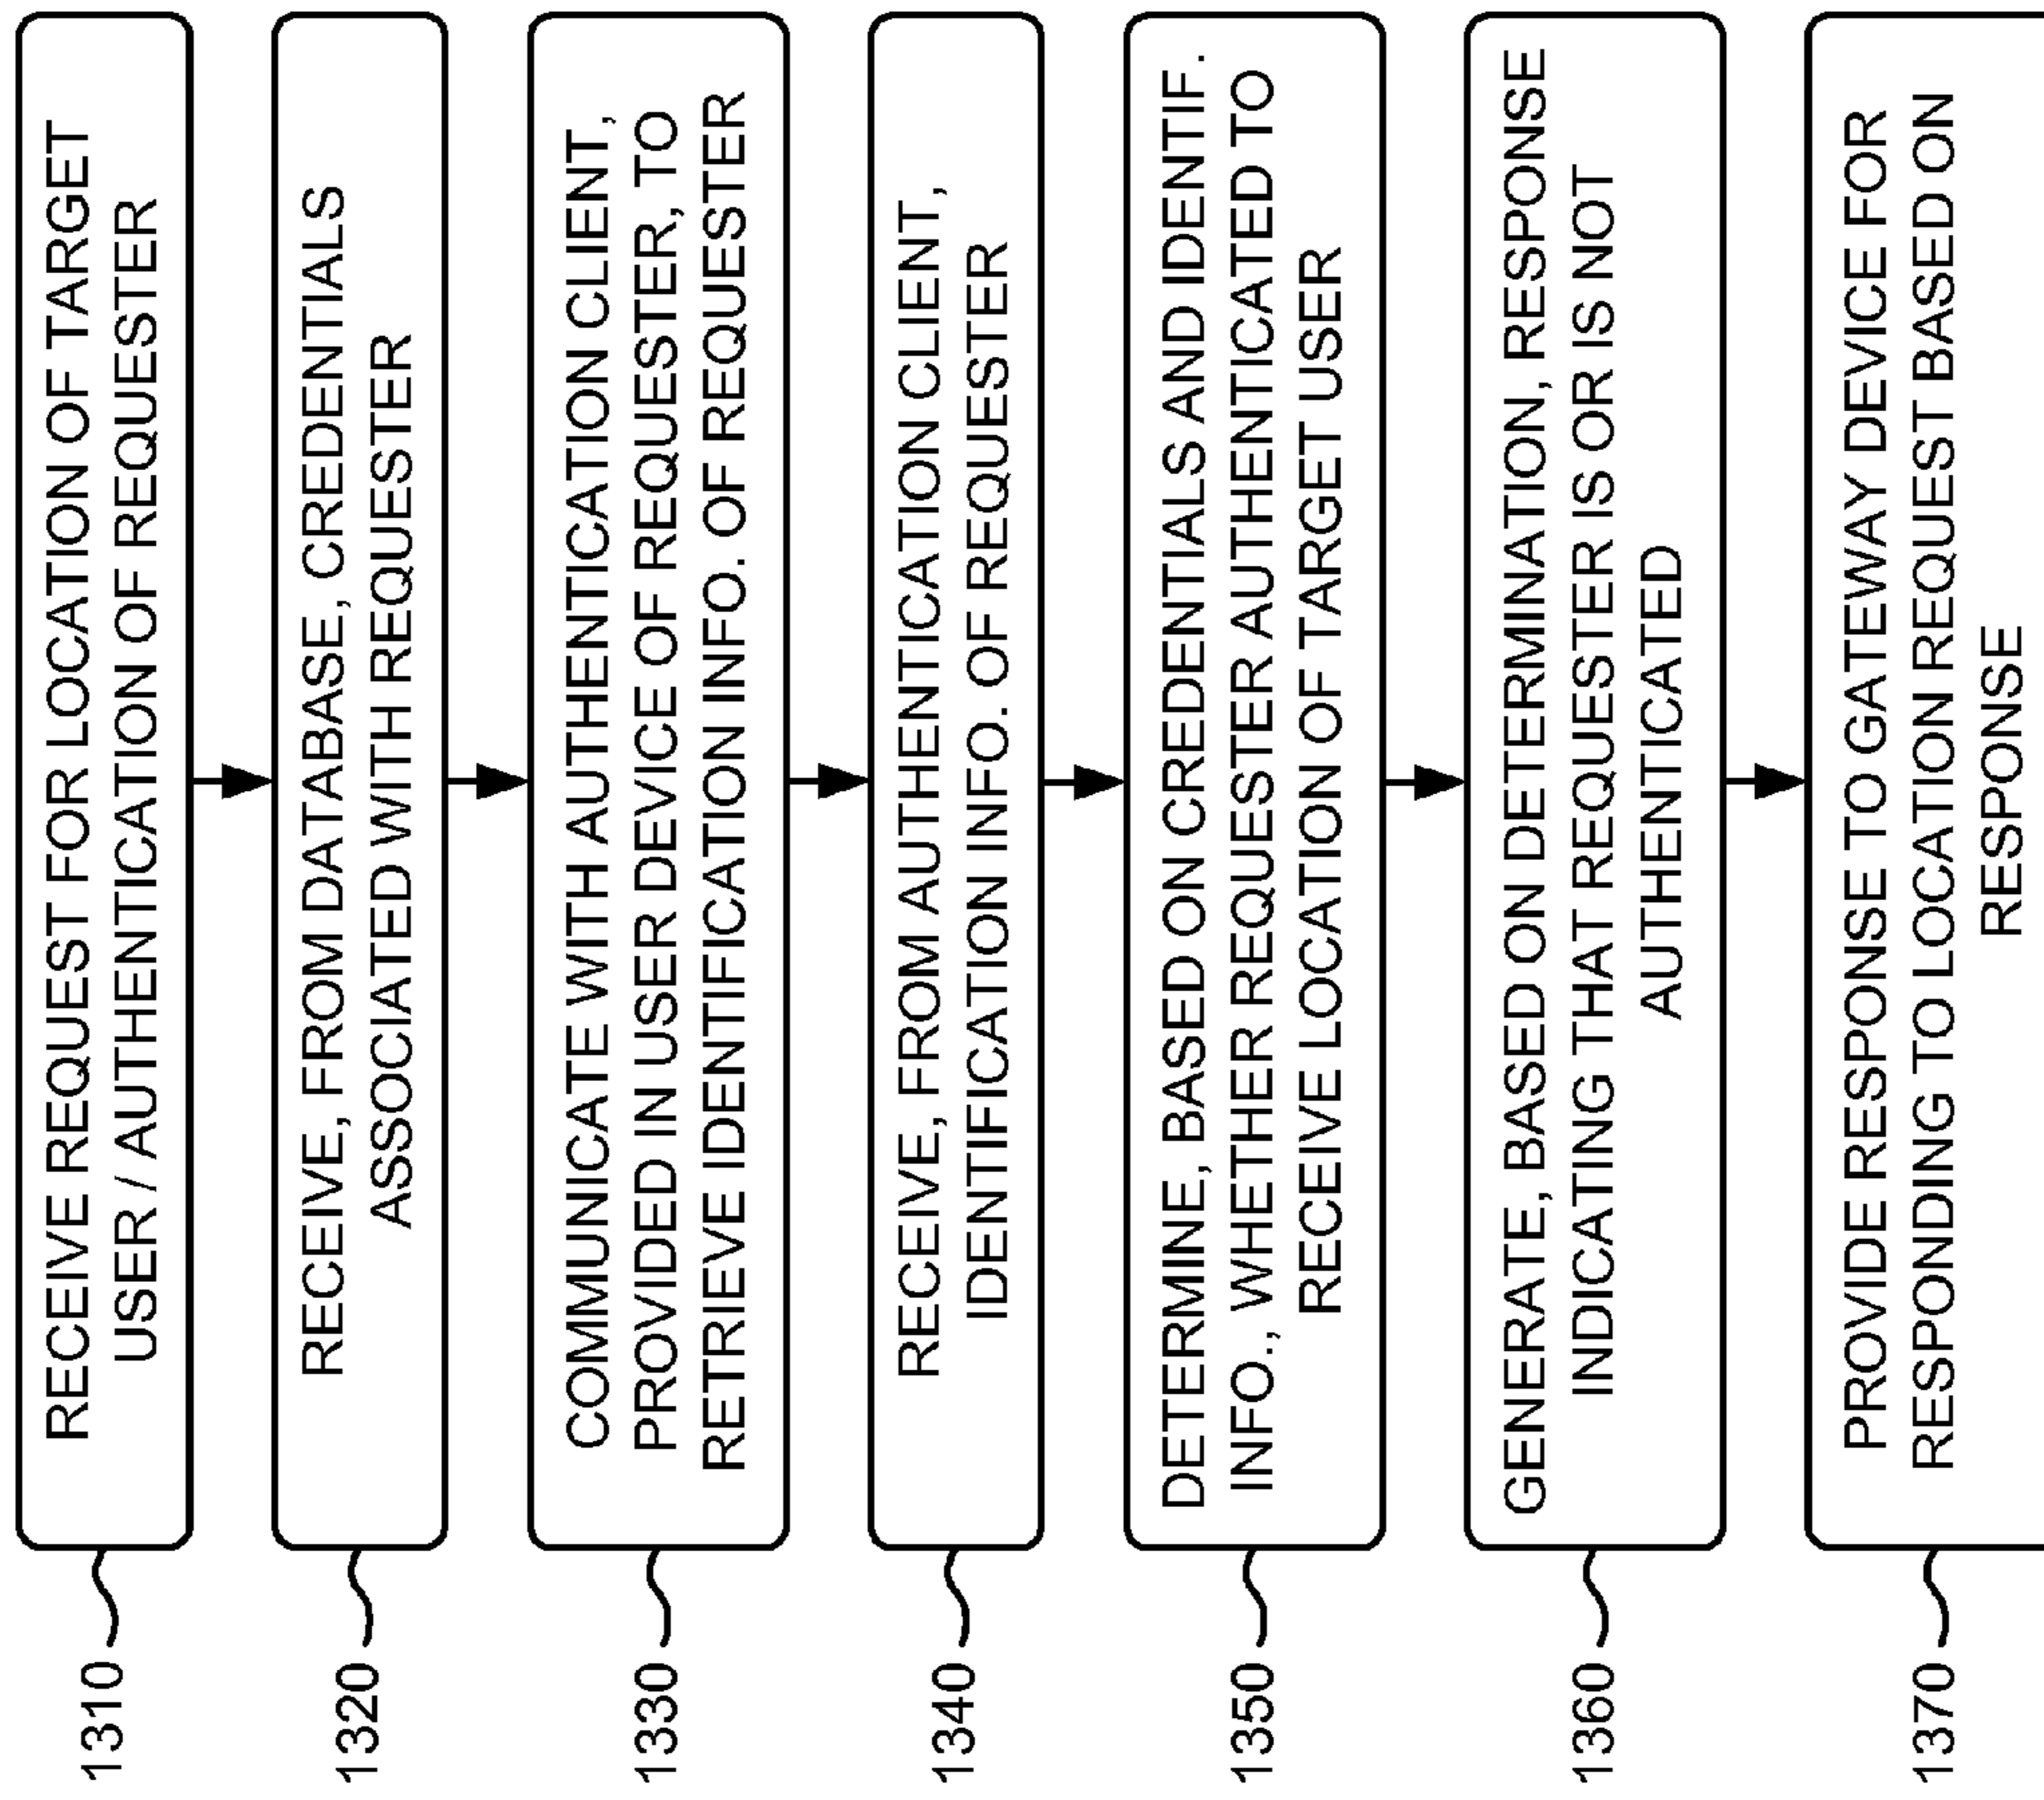 1310
RECEIVE REQUEST FOR LOCATION OF TARGET
USER / AUTHENTICATION OF REQUESTER
1320
RECEIVE, FROM DATABASE, CREDENTIALS
ASSOCIATED WITH REQUESTER
1330
COMMUNICATE WITH AUTHENTICATION CLIENT,
PROVIDED IN USER DEVICE OF REQUESTER, TO
RETRIEVE IDENTIFICATION INFO. OF REQUESTER
1340
RECEIVE, FROM AUTHENTICATION CLIENT,
IDENTIFICATION INFO. OF REQUESTER
1350
DETERMINE, BASED ON CREDENTIALS AND IDENTIF.
INFO., WHETHER REQUESTER AUTHENTICATED TO
RECEIVE LOCATION OF TARGET USER
1360
GENERATE, BASED ON DETERMINATION, RESPONSE
INDICATING THAT REQUESTER IS OR IS NOT
AUTHENTICATED
1370
PROVIDE RESPONSE TO GATEWAY DEVICE FOR
RESPONDING TO LOCATION REQUEST BASED ON
RESPONSE